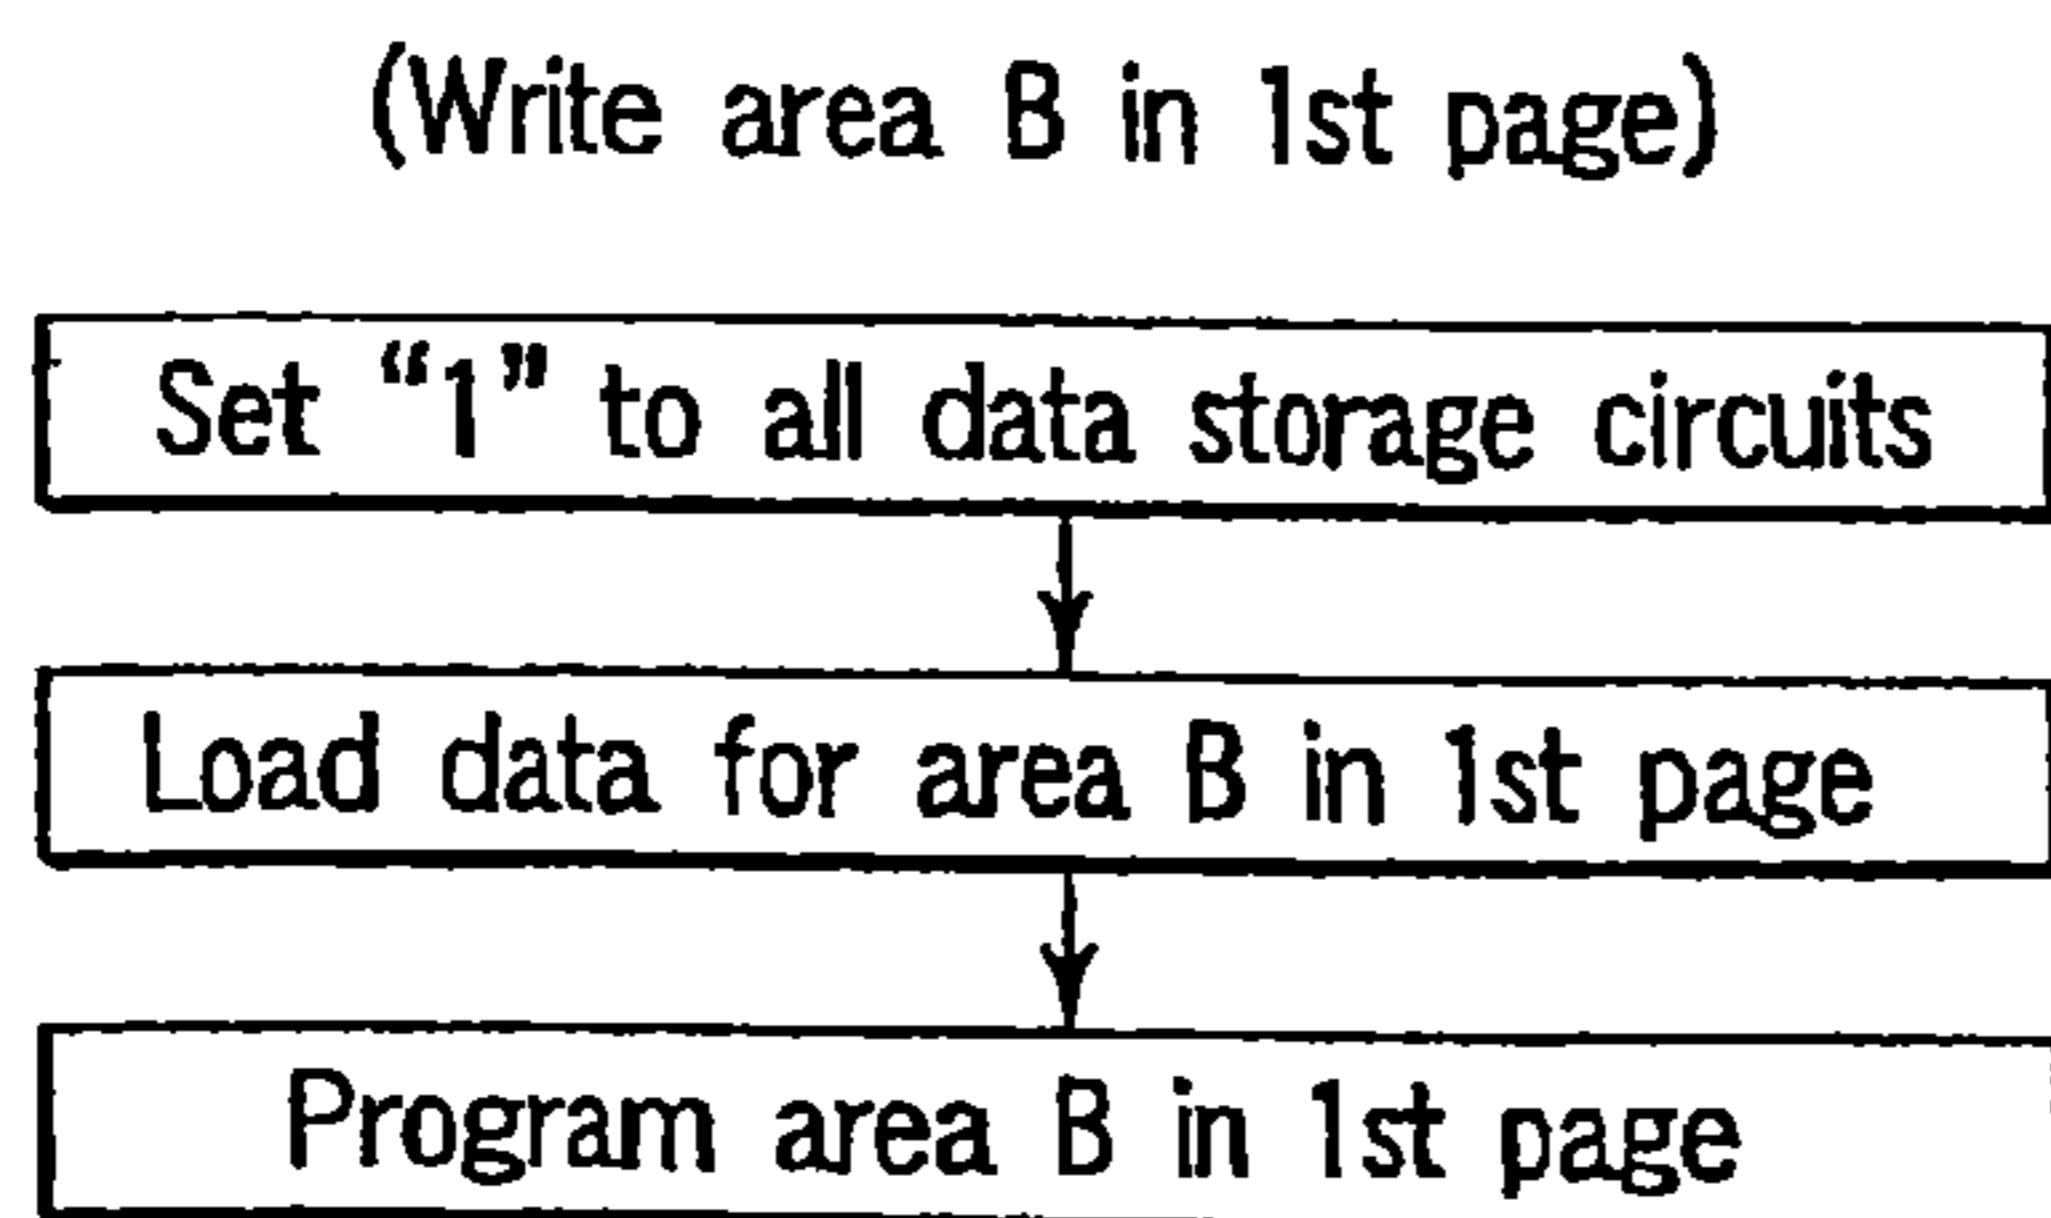 (Write area B in 1st page)
Set “1” to all data storage circuits
Load data for area B in 1st page
Program area B in 1st page